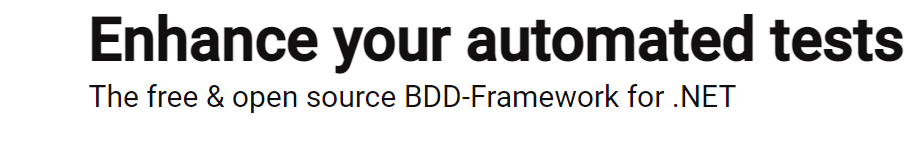 Enhance your automated tests
The free & open source BDD-Framework for .NET